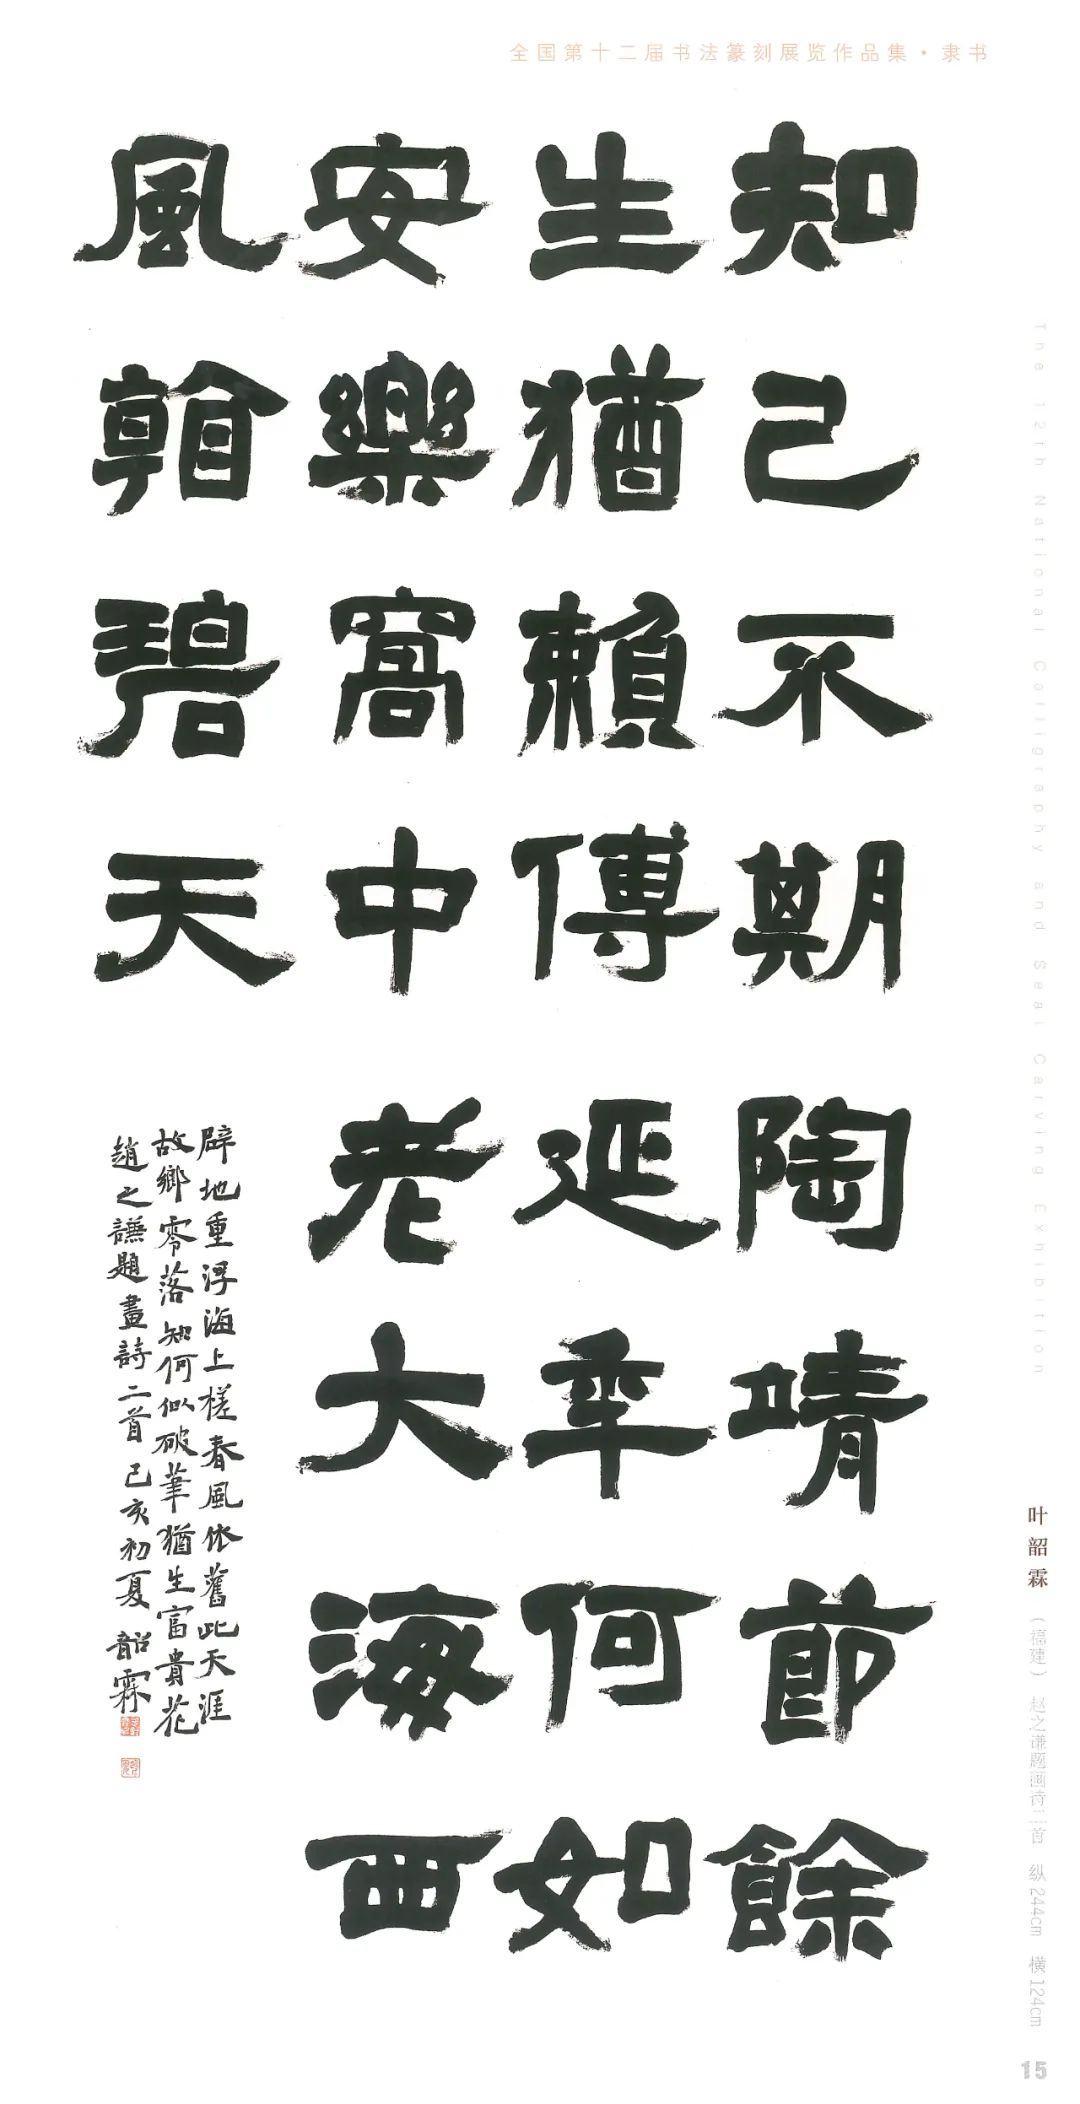 全国第十二届书法篆刻展览作品集·隶书
知己不期陶靖節餘
生猶賴傅延年何如
安樂窩中老大海西
風翰碧天
辟地重浮海上槎春風依舊此天涯
故鄉零落知何似破筆猶生富貴花
趙之謙題畫詩二首己亥初夏韶霖
The 12th National Calligraphy and Seal Carving Exhibition
叶韶霖（福建）赵之谦题画诗二首 纵244cm 横124cm
15